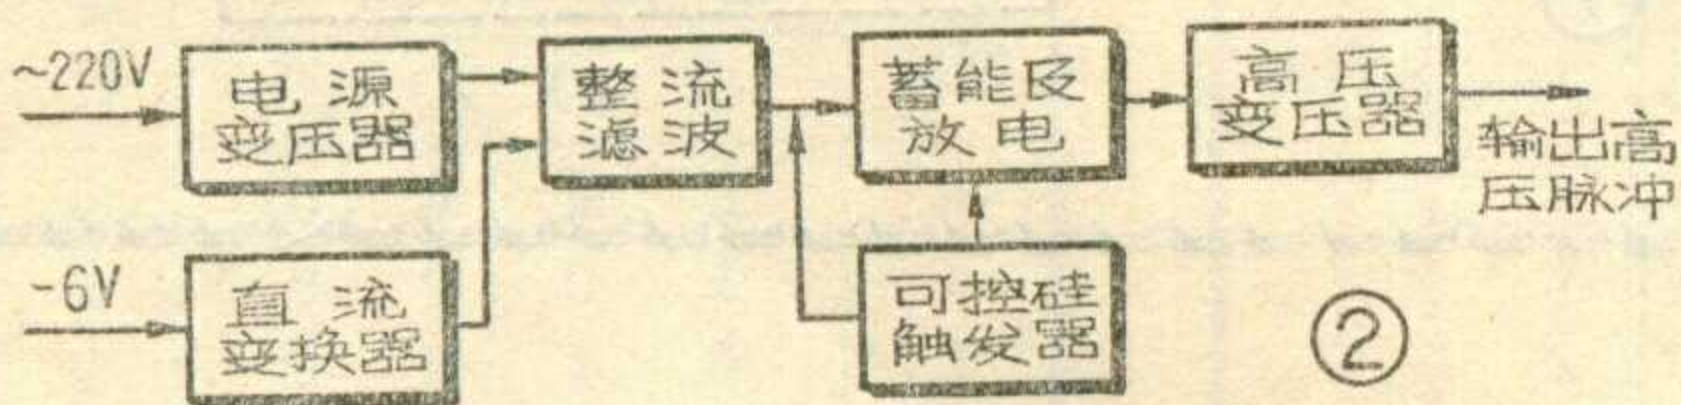 ~220V
电源
变压器
整流
滤波
蓄能及
放电
高压
变压器
输出高
压脉冲
-6V
直流
变换器
可控硅
触发器
②